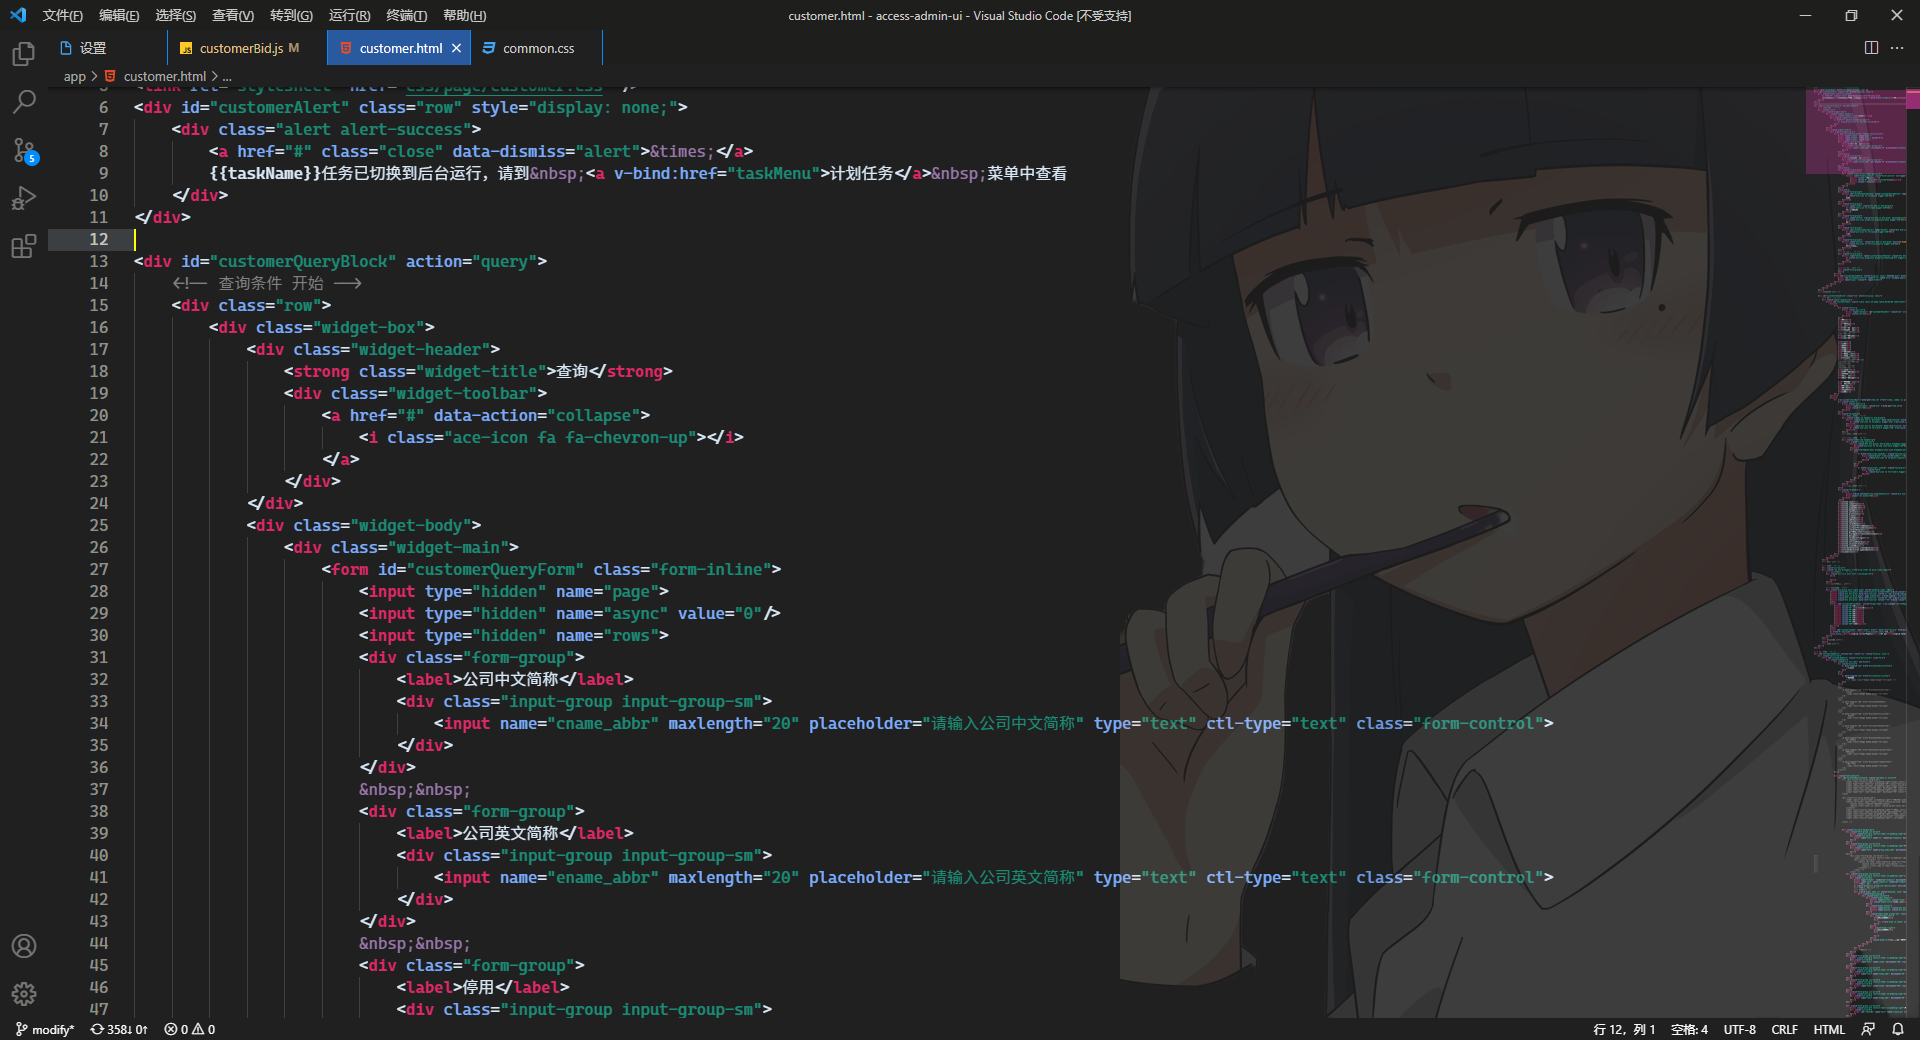 文件(F) 编辑(E) 选择(S) 查看(V) 转到(G) 运行(R) 终端(T) 帮助(H) customer.html - access-admin-ui - Visual Studio Code [不受支持]
设置 customerBid.js M customer.html common.css
app > customer.html > ...
6 <div id="customerAlert" class="row" style="display: none;">
7 <div class="alert alert-success">
8 <a href="#" class="close" data-dismiss="alert">&times;</a>
9 {{taskName}}任务已切换到后台运行，请到&nbsp;<a v-bind:href="taskMenu">计划任务</a>&nbsp;菜单中查看
10 </div>
11 </div>
12
13 <div id="customerQueryBlock" action="query">
14 <!-- 查询条件 开始 -->
15 <div class="row">
16 <div class="widget-box">
17 <div class="widget-header">
18 <strong class="widget-title">查询</strong>
19 <div class="widget-toolbar">
20 <a href="#" data-action="collapse">
21 <i class="ace-icon fa fa-chevron-up"></i>
22 </a>
23 </div>
24 </div>
25 <div class="widget-body">
26 <div class="widget-main">
27 <form id="customerQueryForm" class="form-inline">
28 <input type="hidden" name="page">
29 <input type="hidden" name="async" value="0"/>
30 <input type="hidden" name="rows">
31 <div class="form-group">
32 <label>公司中文简称</label>
33 <div class="input-group input-group-sm">
34 <input name="cname_abbr" maxlength="20" placeholder="请输入公司中文简称" type="text" ctl-type="text" class="form-control">
35 </div>
36 </div>
37 &nbsp;&nbsp;
38 <div class="form-group">
39 <label>公司英文简称</label>
40 <div class="input-group input-group-sm">
41 <input name="ename_abbr" maxlength="20" placeholder="请输入公司英文简称" type="text" ctl-type="text" class="form-control">
42 </div>
43 </div>
44 &nbsp;&nbsp;
45 <div class="form-group">
46 <label>停用</label>
47 <div class="input-group input-group-sm">
5
modify* 358↓ 0↑ 0 0 行 12，列 1 空格: 4 UTF-8 CRLF HTML